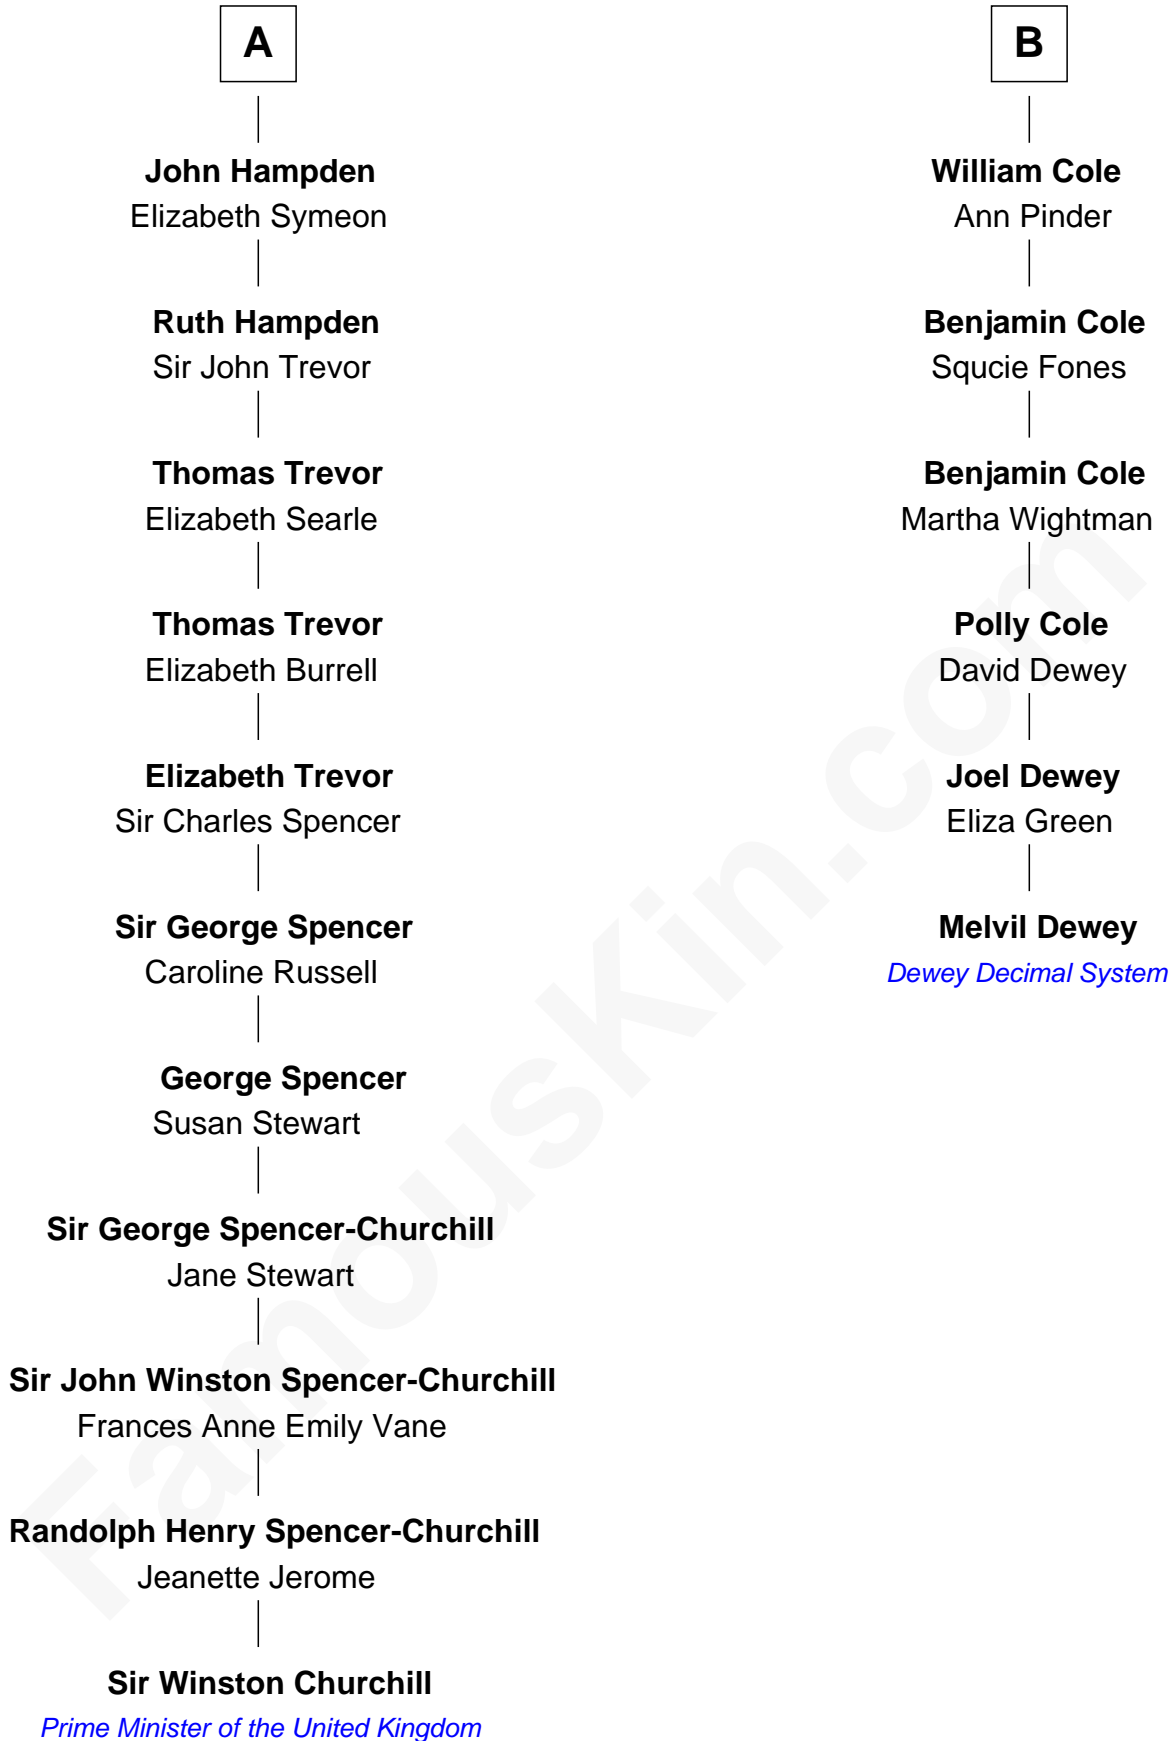 A
John Hampden
Elizabeth Symeon
Ruth Hampden
Sir John Trevor
Thomas Trevor
Elizabeth Searle
Thomas Trevor
Elizabeth Burrell
Elizabeth Trevor
Sir Charles Spencer
Sir George Spencer
Caroline Russell
George Spencer
Susan Stewart
Sir George Spencer-Churchill
Jane Stewart
Sir John Winston Spencer-Churchill
Frances Anne Emily Vane
Randolph Henry Spencer-Churchill
Jeanette Jerome
Sir Winston Churchill
Prime Minister of the United Kingdom
B
William Cole
Ann Pinder
Benjamin Cole
Squcie Fones
Benjamin Cole
Martha Wightman
Polly Cole
David Dewey
Joel Dewey
Eliza Green
Melvil Dewey
Dewey Decimal System
FamousKin.com